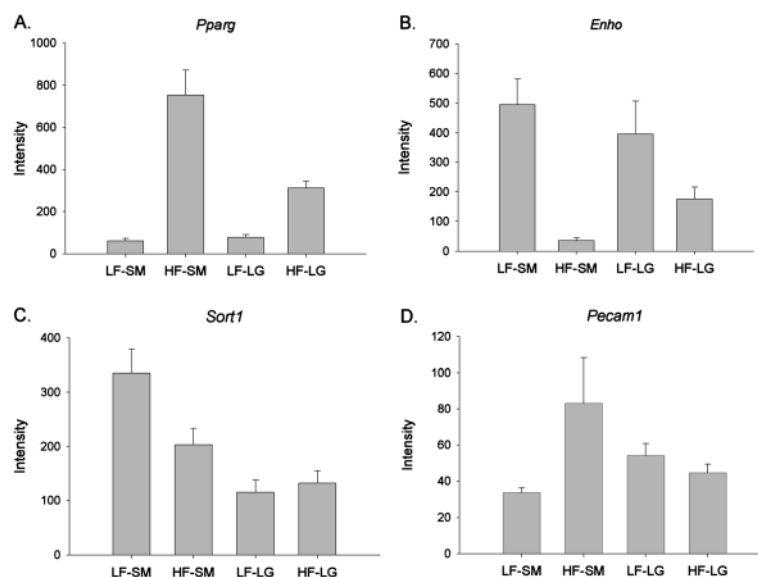 A.
Pparg
1000
800
600
400
200
0
Intensity
LF-SM HF-SM LF-LG HF-LG
B.
Enho
700
600
500
400
300
200
100
0
Intensity
LF-SM HF-SM LF-LG HF-LG
C.
Sort1
400
300
200
100
0
Intensity
LF-SM HF-SM LF-LG HF-LG
D.
Pecam1
120
100
80
60
40
20
0
Intensity
LF-SM HF-SM LF-LG HF-LG